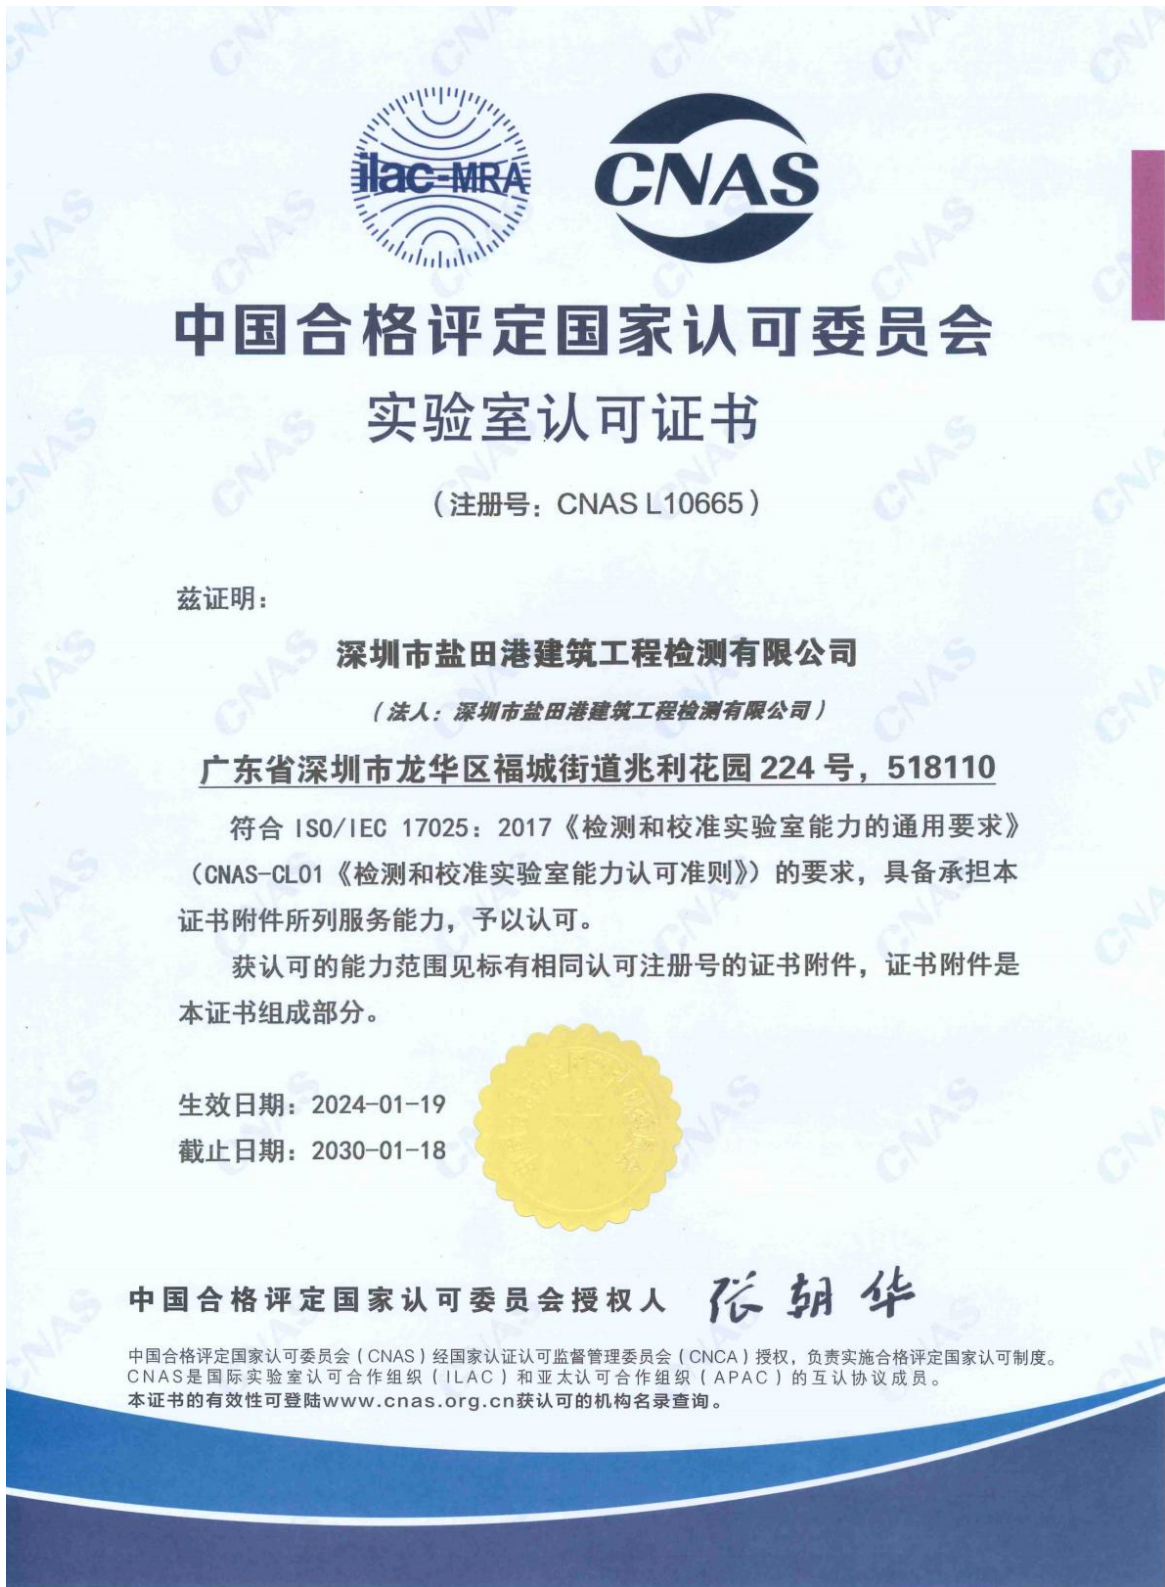 ilac-MRA
CNAS
中国合格评定国家认可委员会
实验室认可证书
（注册号：CNAS L10665）
兹证明：
深圳市盐田港建筑工程检测有限公司
（法人：深圳市盐田港建筑工程检测有限公司）
广东省深圳市龙华区福城街道兆利花园 224 号，518110
符合 ISO/IEC 17025：2017《检测和校准实验室能力的通用要求》
（CNAS-CL01《检测和校准实验室能力认可准则》）的要求，具备承担本
证书附件所列服务能力，予以认可。
获认可的能力范围见标有相同认可注册号的证书附件，证书附件是
本证书组成部分。
生效日期：2024-01-19
截止日期：2030-01-18
中国合格评定国家认可委员会授权人 张朝华
中国合格评定国家认可委员会（CNAS）经国家认证认可监督管理委员会（CNCA）授权，负责实施合格评定国家认可制度。
CNAS是国际实验室认可合作组织（ILAC）和亚太认可合作组织（APAC）的互认协议成员。
本证书的有效性可登陆www.cnas.org.cn获认可的机构名录查询。